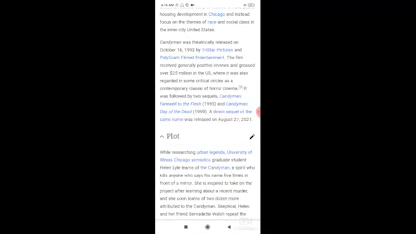 housing development in Chicago and instead
focus on the themes of race and social class in
the inner-city United States.
Candyman was theatrically released on
October 16, 1992 by TriStar Pictures and
PolyGram Filmed Entertainment. The film
received generally positive reviews and grossed
over $25 million in the US, where it was also
regarded in some critical circles as a
contemporary classic of horror cinema. It
was followed by two sequels, Candyman:
Farewell to the Flesh (1995) and Candyman:
Day of the Dead (1999). A direct sequel of the
same name was released on August 27, 2021.
Plot
While researching urban legends, University of
Illinois Chicago semiotics graduate student
Helen Lyle learns of the Candyman, a spirit who
kills anyone who says his name five times in
front of a mirror. She is inspired to take on the
project after learning about a recent murder,
and she soon learns of two dozen more
attributed to the Candyman. Skeptical, Helen
and her friend Bernadette Walsh repeat the